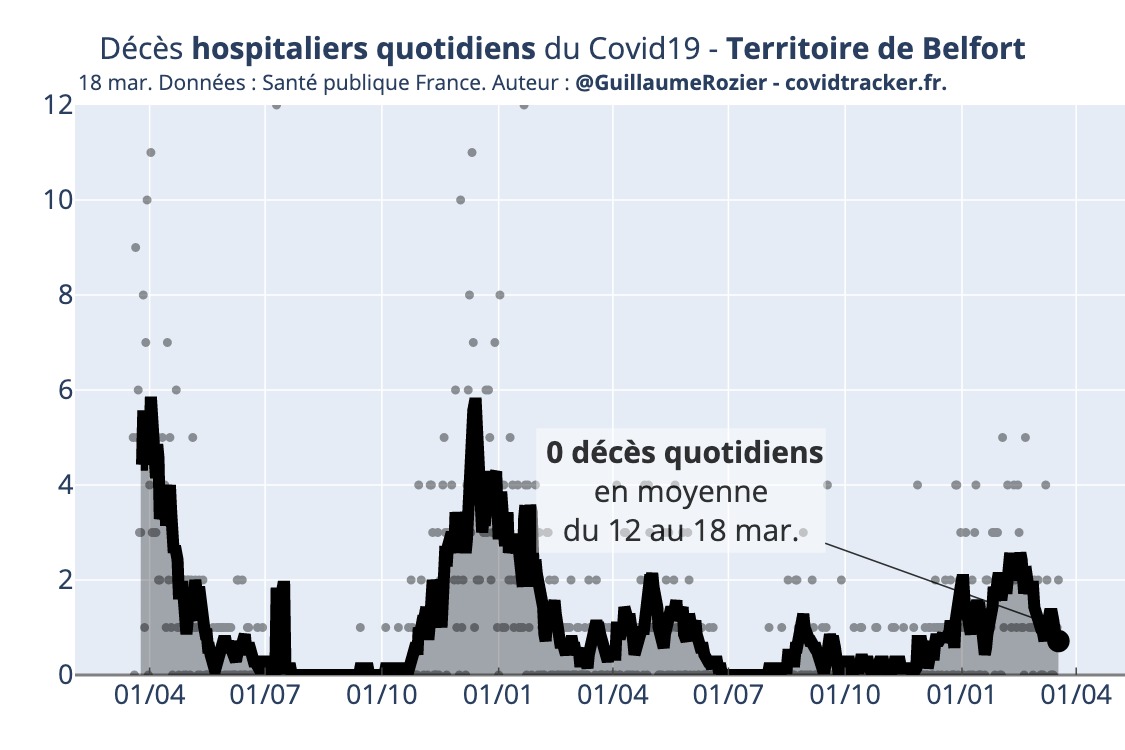 Décès hospitaliers quotidiens du Covid19 - Territoire de Belfort
18 mar. Données : Santé publique France. Auteur : @GuillaumeRozier - covidtracker.fr.
12
10
8
6
0 décès quotidiens
4
en moyenne
du 12 au 18 mar.
2
0
01/04 01/07 01/10 01/01 01/04 01/07 01/10 01/01 01/04